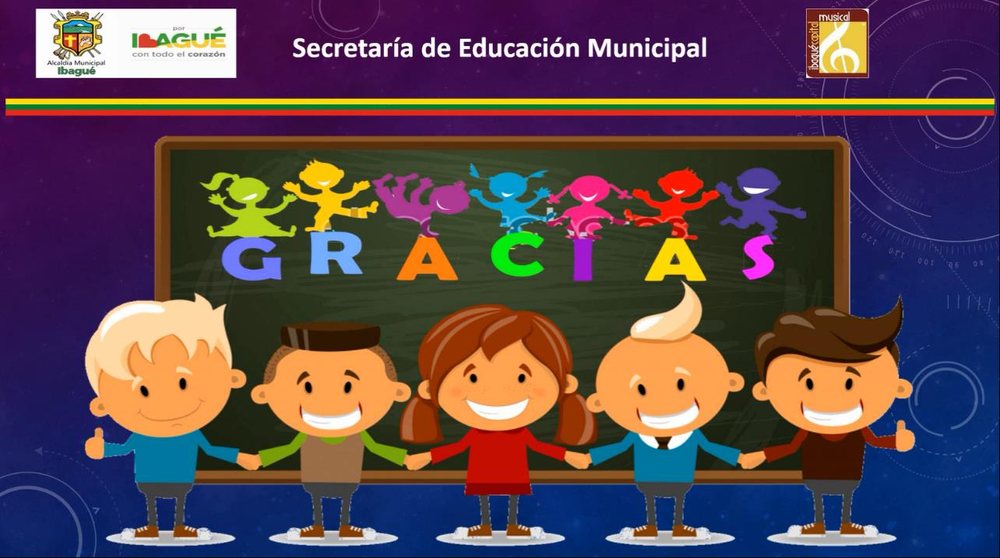 Alcaldía Municipal
Ibagué
por
IBAGUÉ
con todo el corazón
Secretaría de Educación Municipal
musical
ibaguécapital
GRACIAS